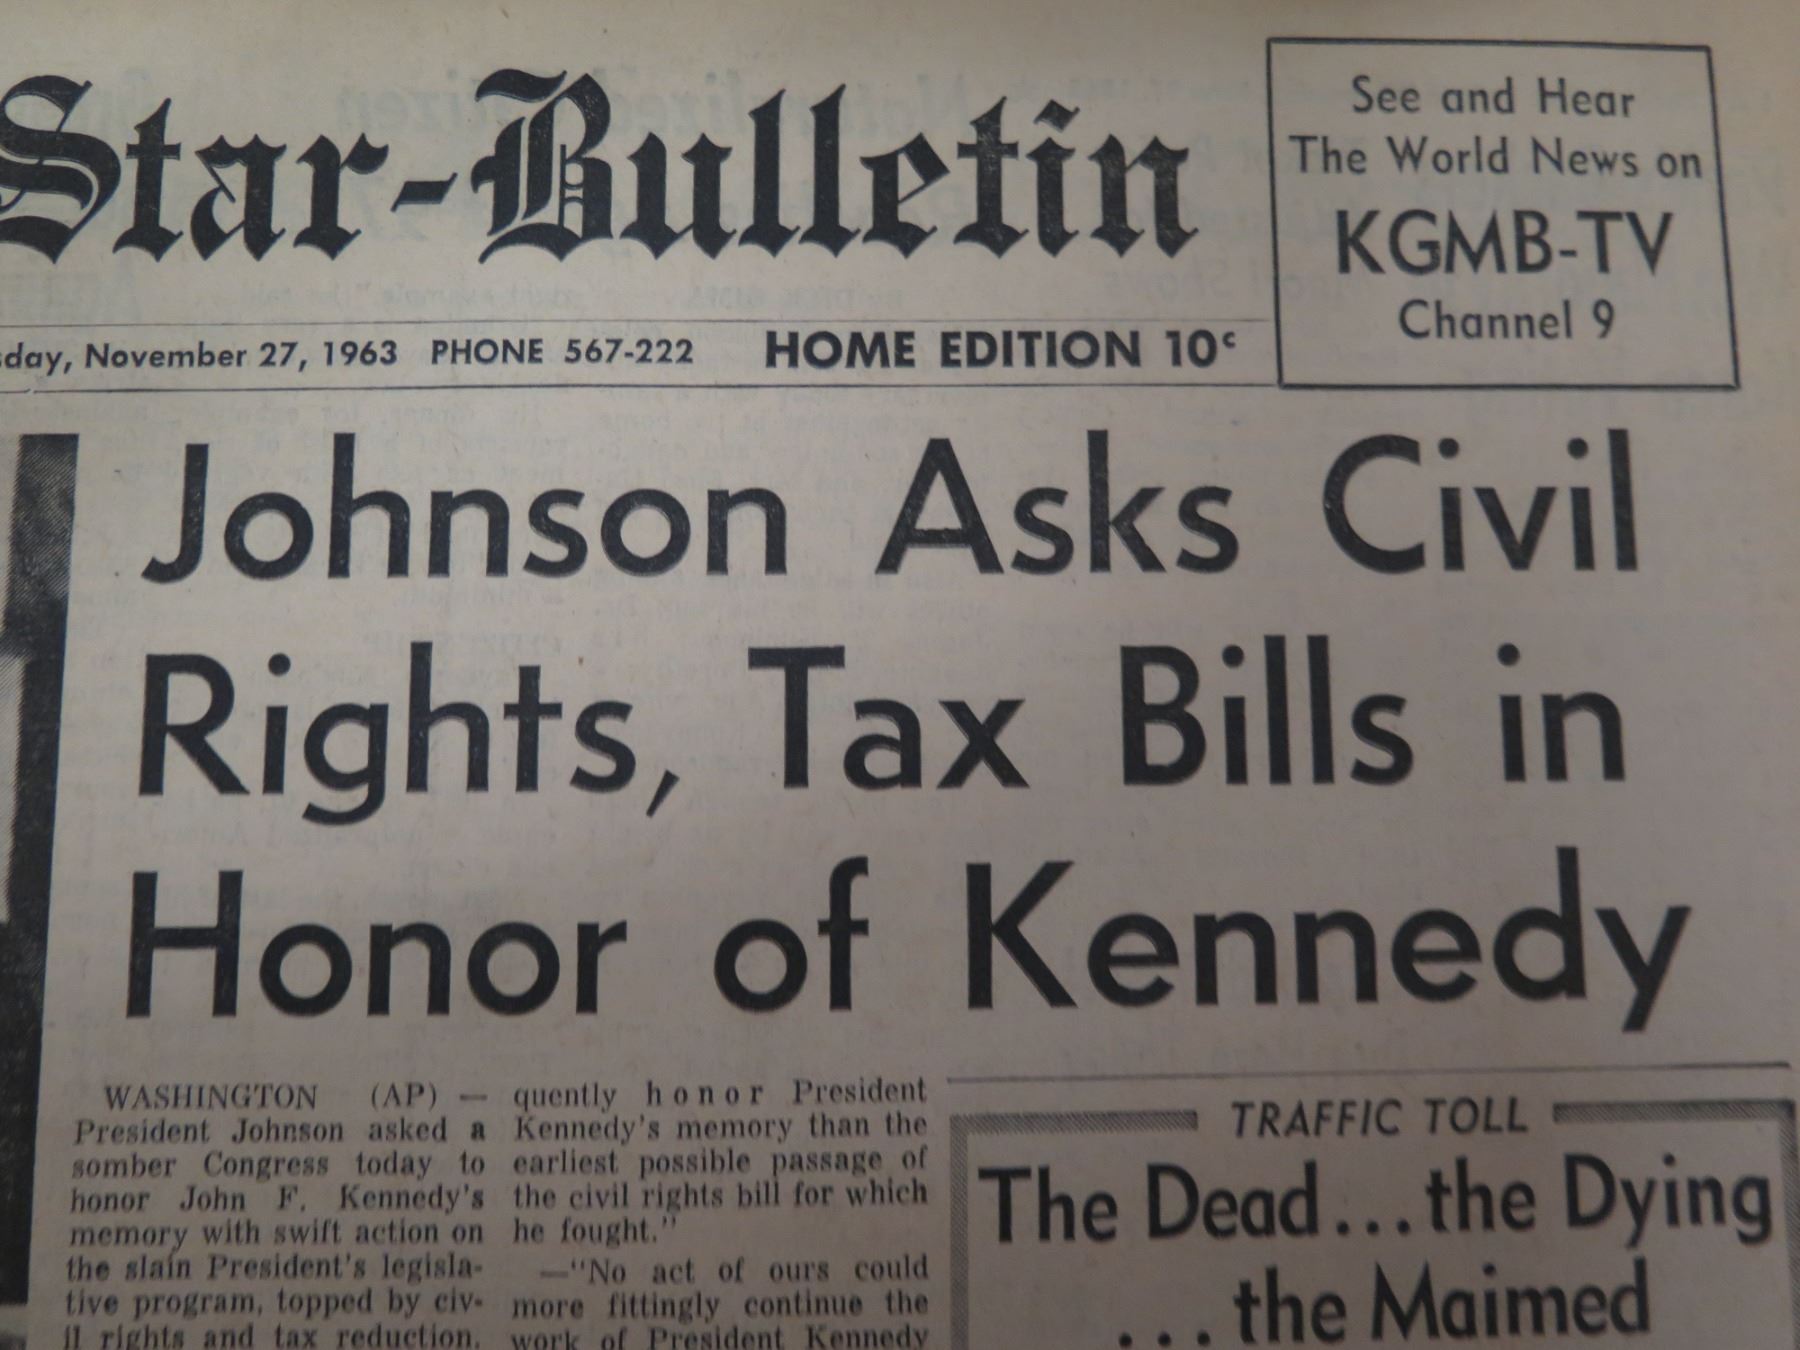 Star-Bulletin
See and Hear
The World News on
KGMB-TV
Channel 9
sday, November 27, 1963 PHONE 567-222 HOME EDITION 10¢
Johnson Asks Civil
Rights, Tax Bills in
Honor of Kennedy
WASHINGTON (AP) —
President Johnson asked a
somber Congress today to
honor John F. Kennedy's
memory with swift action on
the slain President's legisla-
tive program, topped by civ-
il rights and tax reduction.
quently honor President
Kennedy's memory than the
earliest possible passage of
the civil rights bill for which
he fought."
—"No act of ours could
more fittingly continue the
work of President Kennedy
TRAFFIC TOLL
The Dead...the Dying
...the Maimed